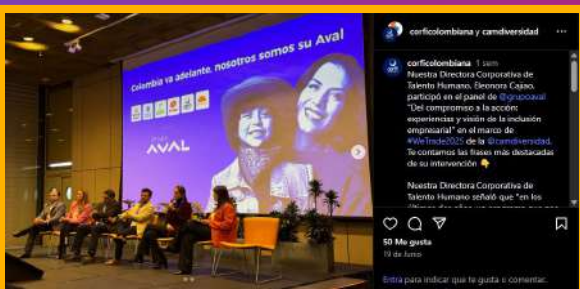 Colombia va adelante, nosotros somos su Aval
GRUPO
AVAL
corficolombiana y camdiversidad
corficolombiana 1 sem
Nuestra Directora Corporativa de
Talento Humano, Eleonora Cajiao,
participó en el panel de @grupoaval
"Del compromiso a la acción:
experiencias y visión de la inclusión
empresarial" en el marco de
#WeTrade2025 de la @camdiversidad.
Te contamos las frases más destacadas
de su intervención 👇
Nuestra Directora Corporativa de
Talento Humano señaló que "en los
50 Me gusta
19 de junio
Entra para indicar que te gusta o comentar.